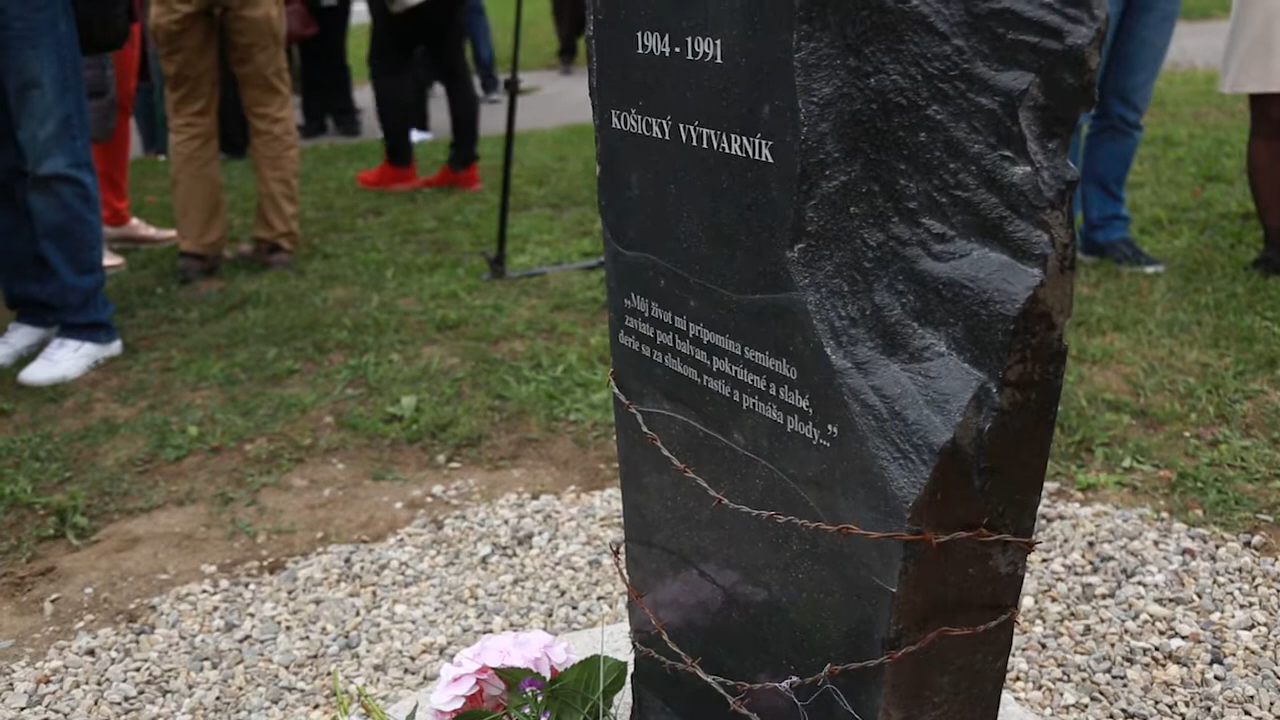 1904 - 1991
KOŠICKÝ VÝTVARNÍK
„Môj život mi pripomína semienko
zaviate pod balvan, pokrútené a slabé,
derie sa za slnkom, rastie a prináša plody...”